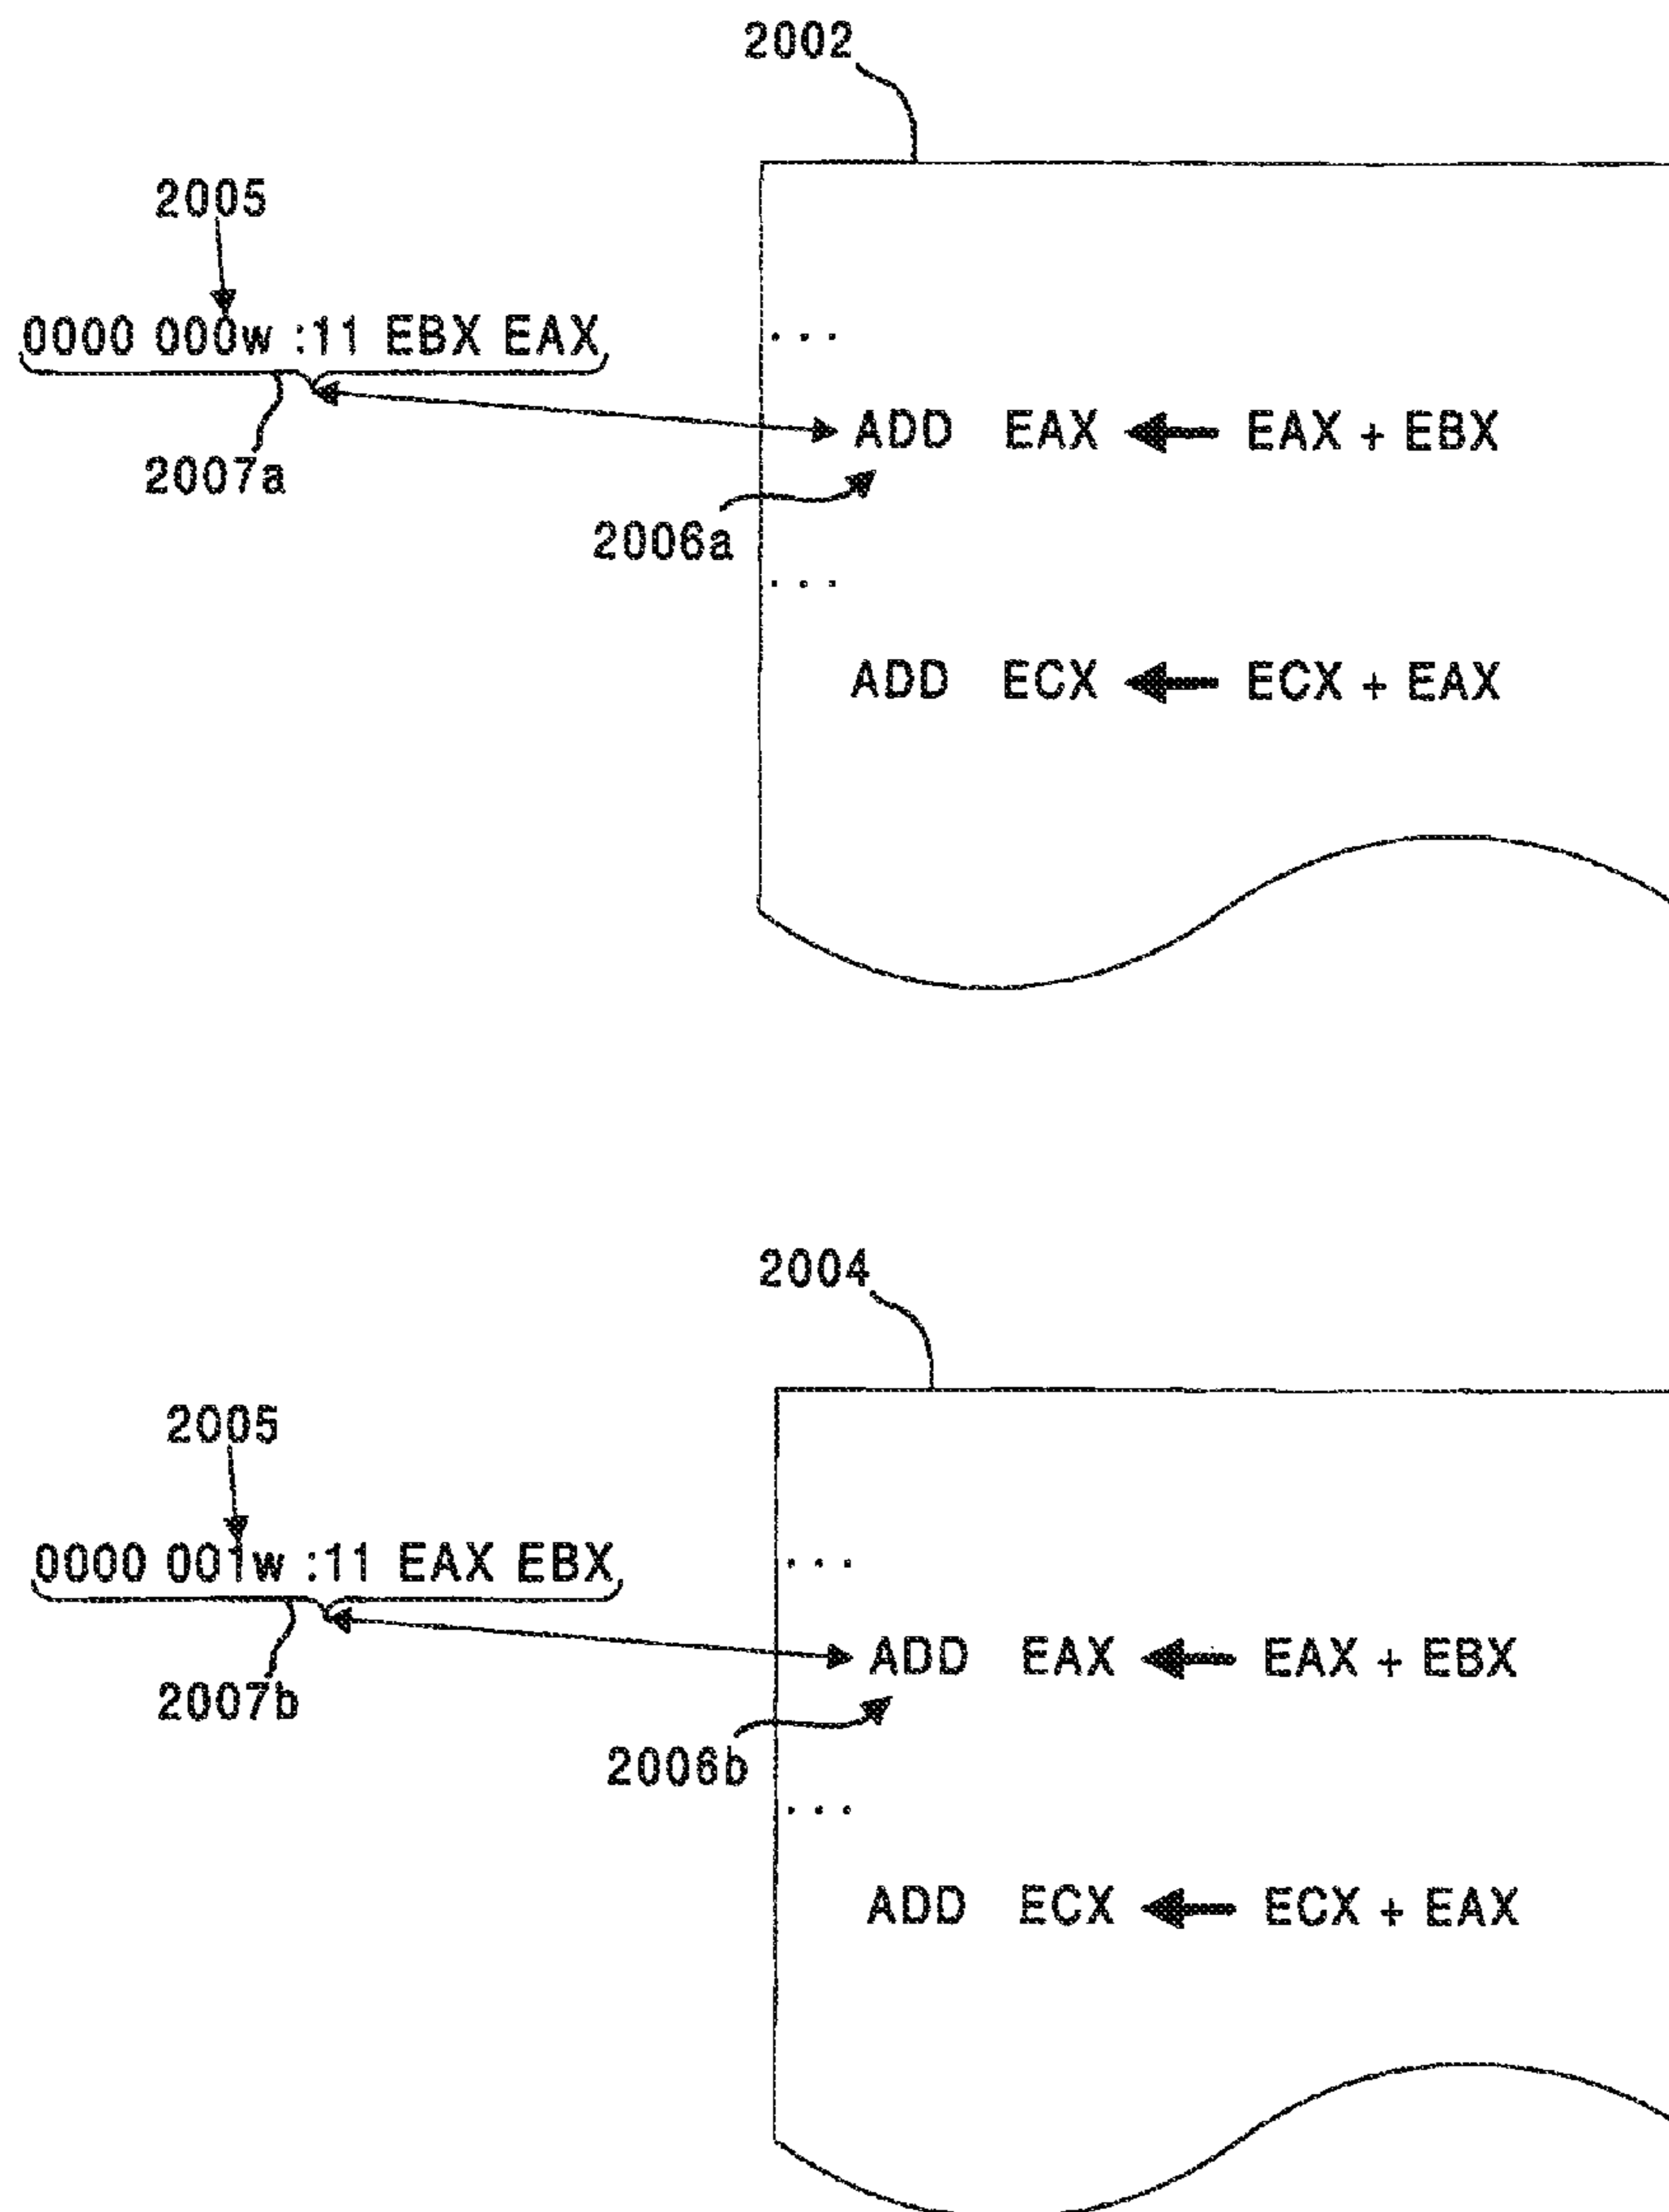 2002
2005
0000 000w :11 EBX EAX
...
ADD EAX ← EAX + EBX
2007a
2006a
...
ADD ECX ← ECX + EAX
2004
2005
0000 001w :11 EAX EBX
...
ADD EAX ← EAX + EBX
2007b
2006b
...
ADD ECX ← ECX + EAX